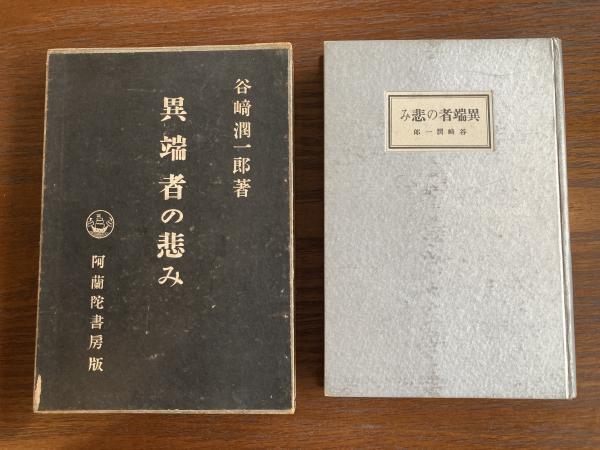 谷崎潤一郎著
異端者の悲み
阿蘭陀書房版
み悲の者端異
郎一潤崎谷